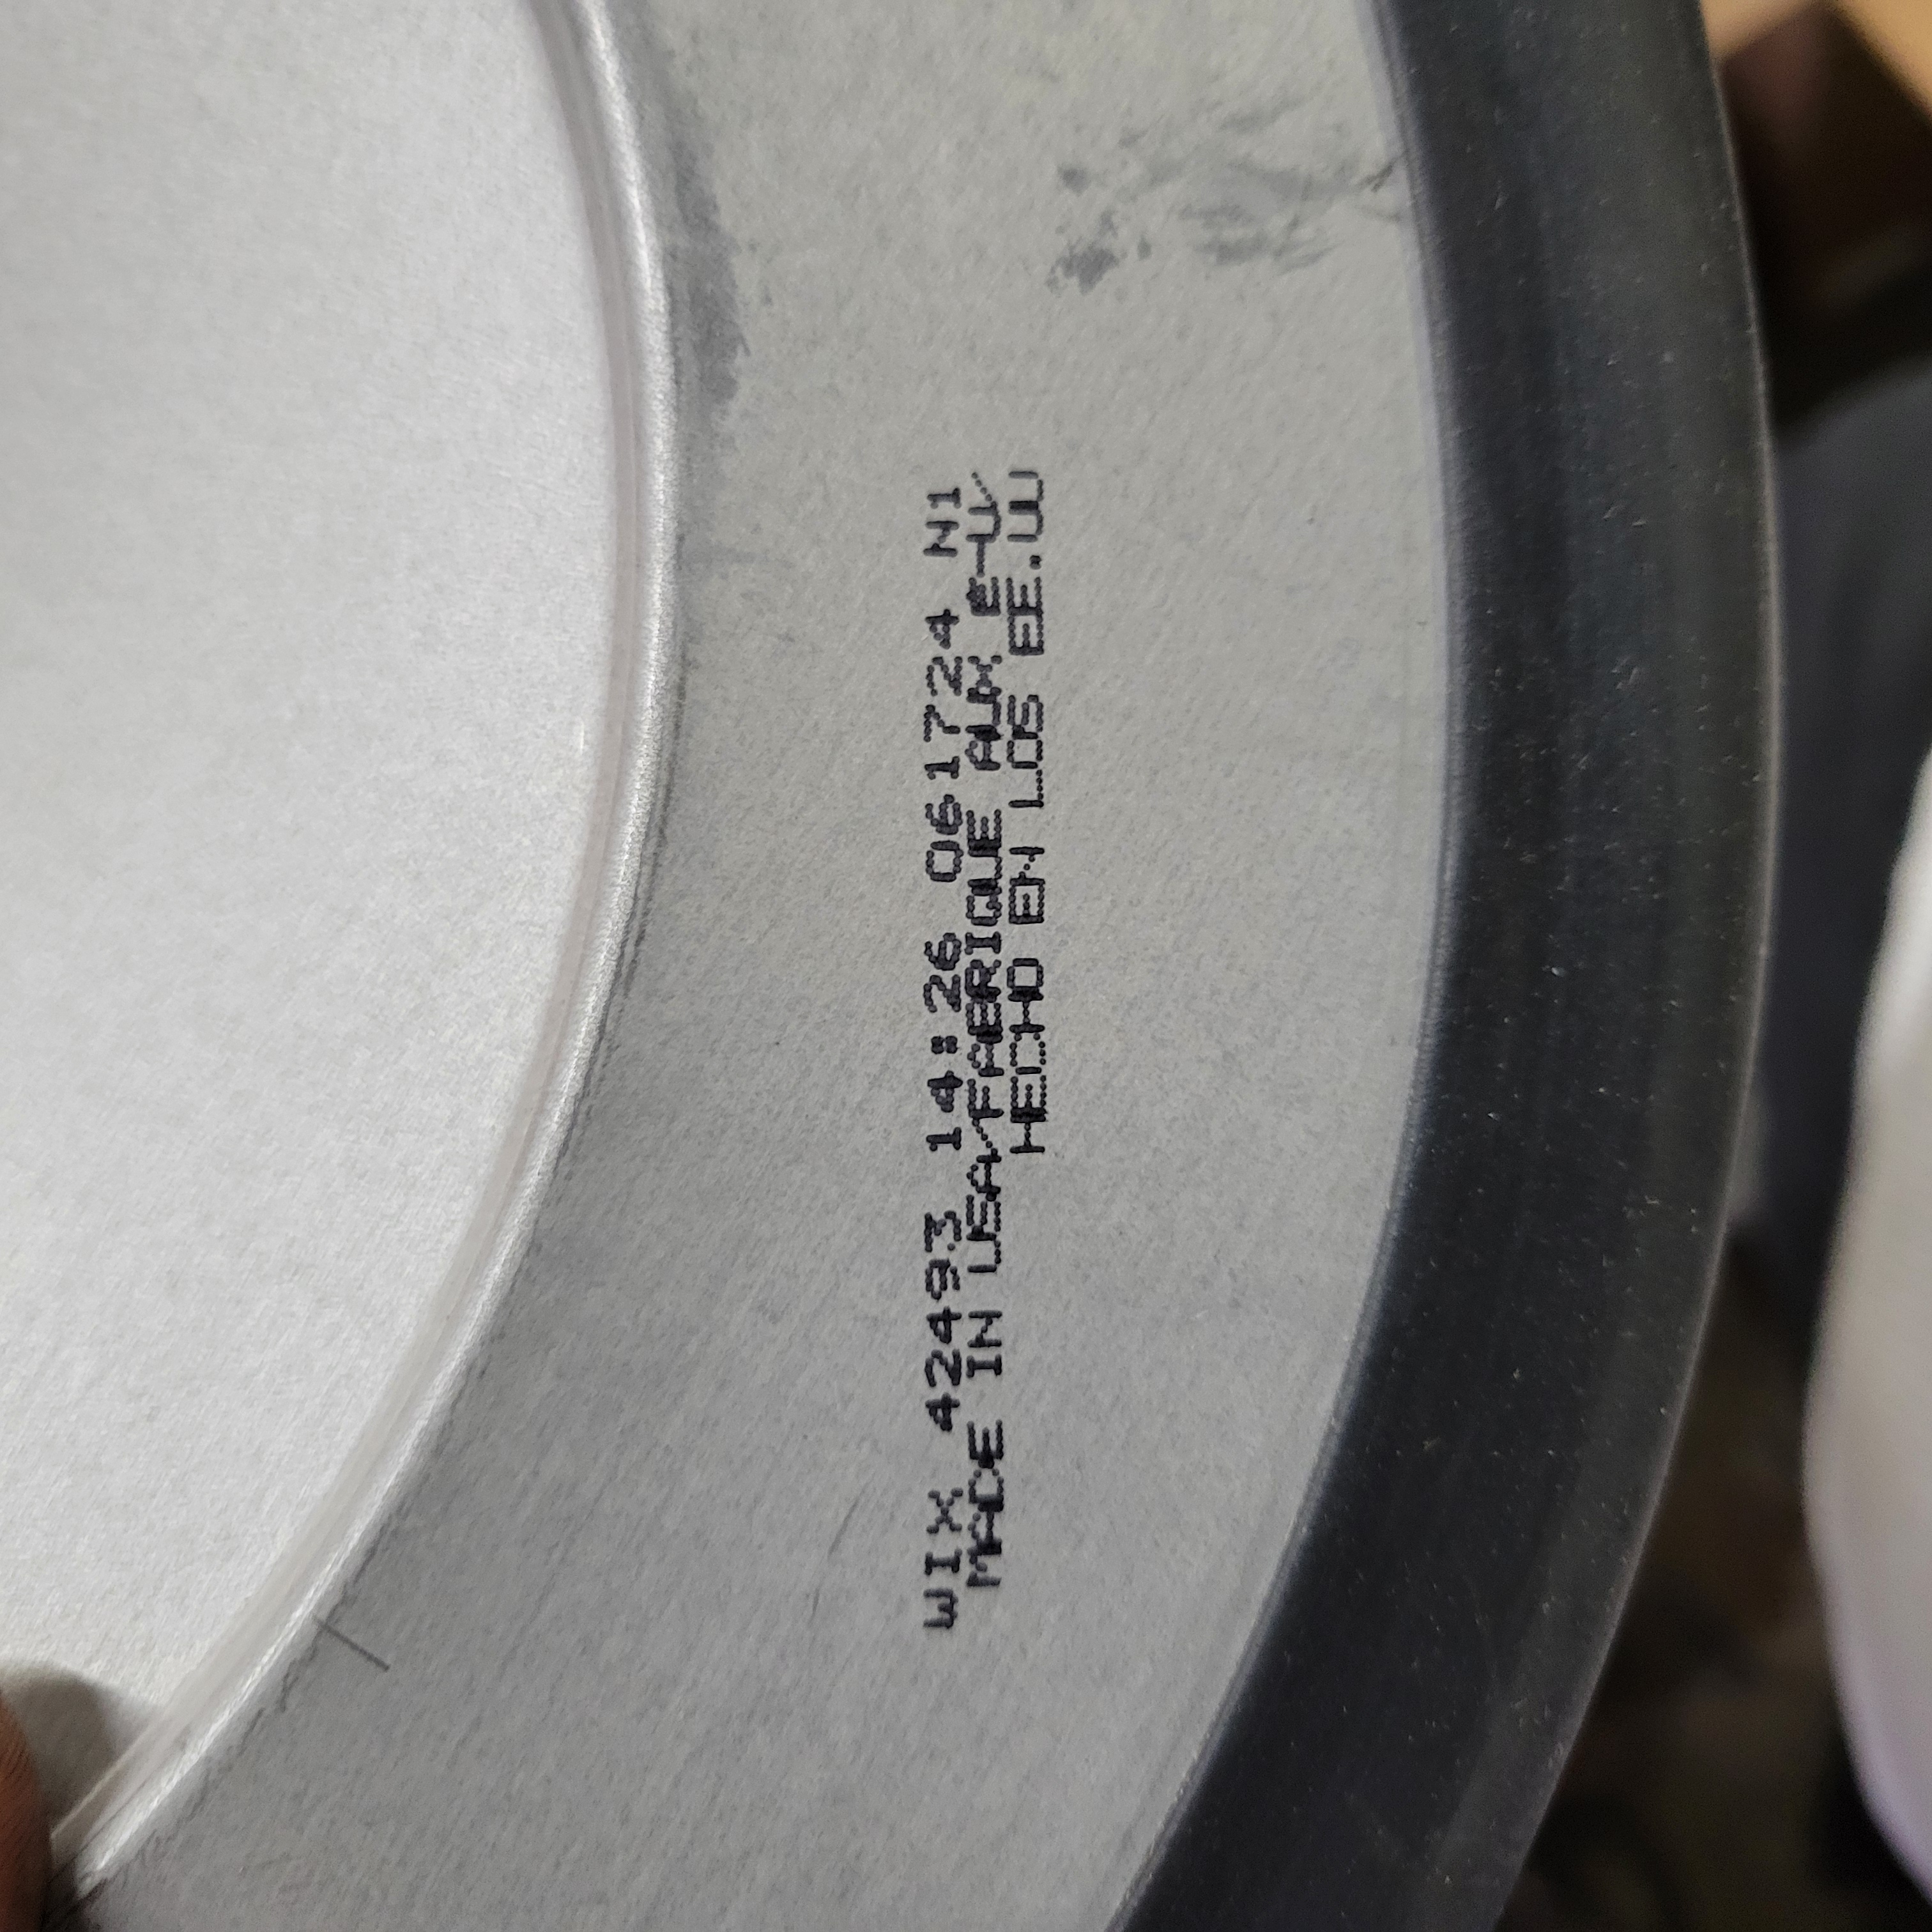 WIX 42493 14:26 061724 N1
MADE IN USA/FABRIQUE AUX E-U/
HECHO EN LOS EE.UU